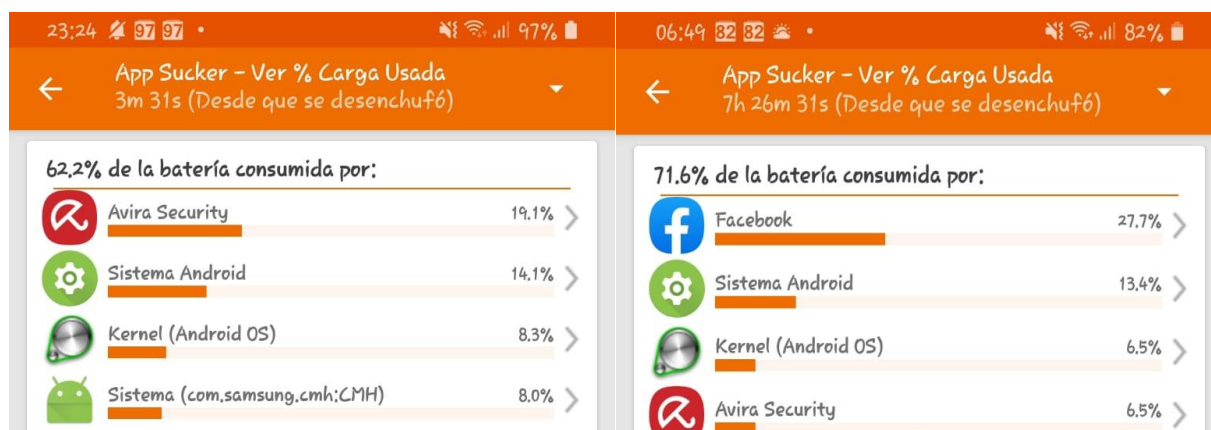 23:24 97 97 • 97%
App Sucker - Ver % Carga Usada
3m 31s (Desde que se desenchufó)
62.2% de la batería consumida por:
Avira Security 19.1%
Sistema Android 14.1%
Kernel (Android OS) 8.3%
Sistema (com.samsung.cmh:CMH) 8.0%
06:49 82 82 • 82%
App Sucker - Ver % Carga Usada
7h 26m 31s (Desde que se desenchufó)
71.6% de la batería consumida por:
Facebook 27.7%
Sistema Android 13.4%
Kernel (Android OS) 6.5%
Avira Security 6.5%